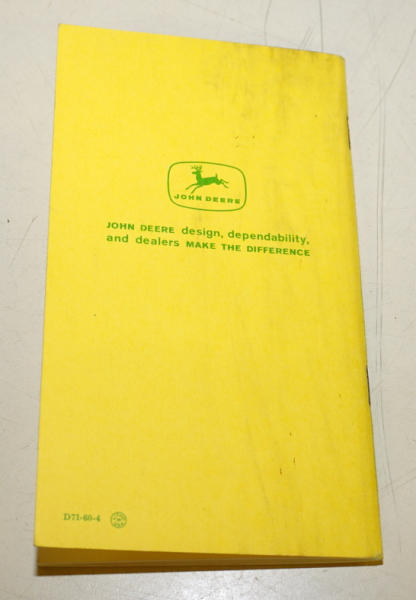 JOHN DEERE
JOHN DEERE design, dependability,
and dealers MAKE THE DIFFERENCE
D71-60-4